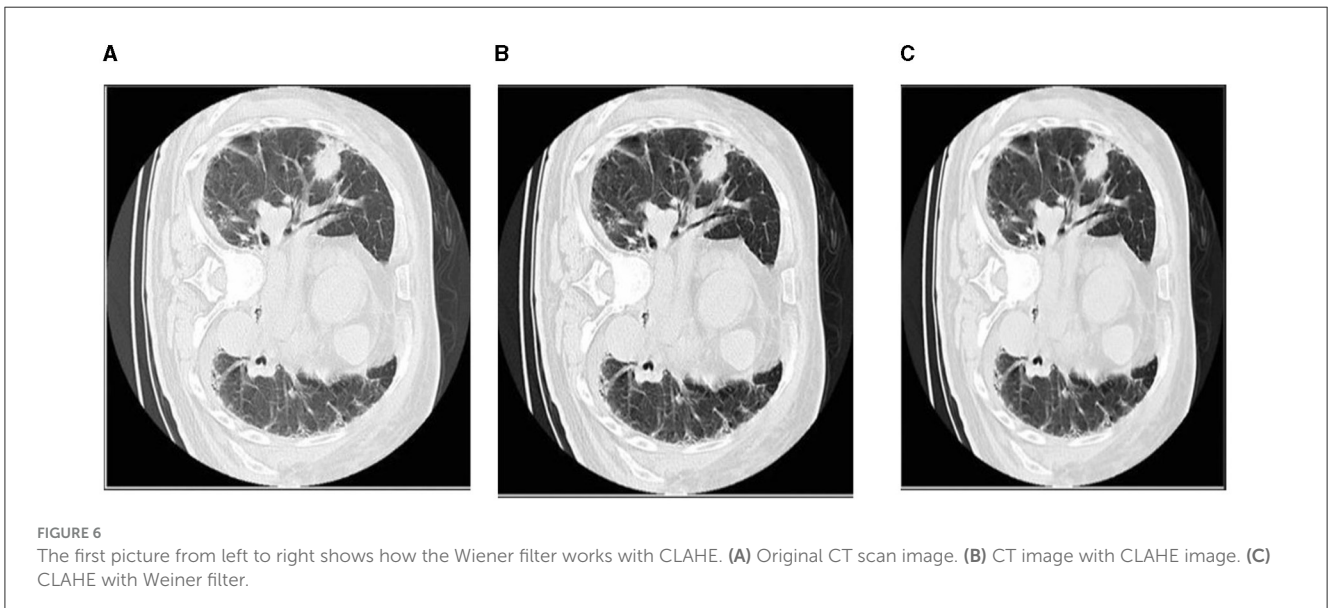 A
B
C
FIGURE 6
The first picture from left to right shows how the Wiener filter works with CLAHE. (A) Original CT scan image. (B) CT image with CLAHE image. (C)
CLAHE with Weiner filter.